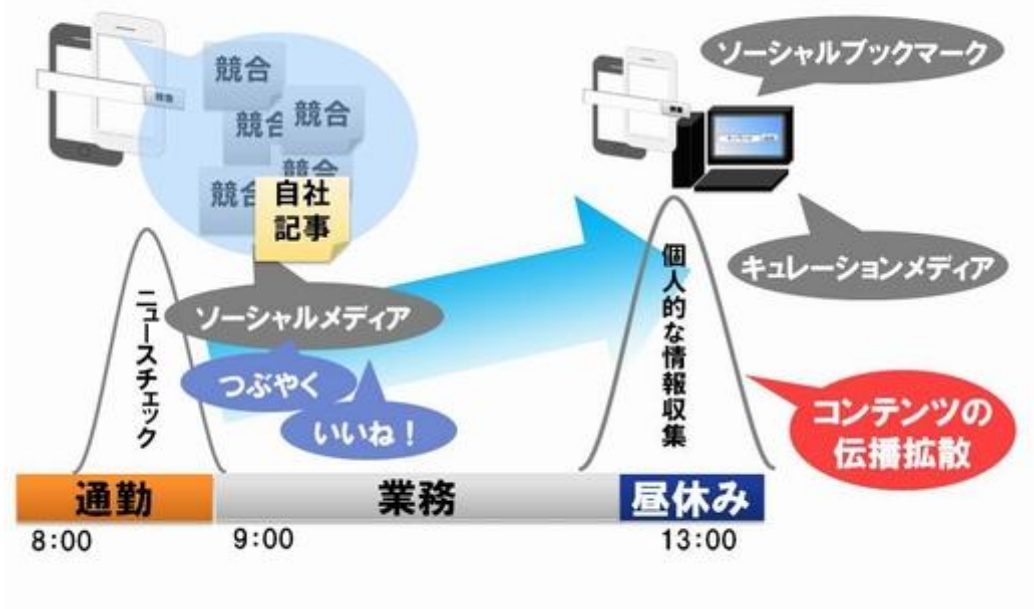 競合
競合
競合
競合
競合
自社
記事
ソーシャルメディア
つぶやく
いいね！
ニュースチェック
ソーシャルブックマーク
キュレーションメディア
個人的な情報収集
コンテンツの
伝播拡散
通勤
業務
昼休み
8:00
9:00
13:00